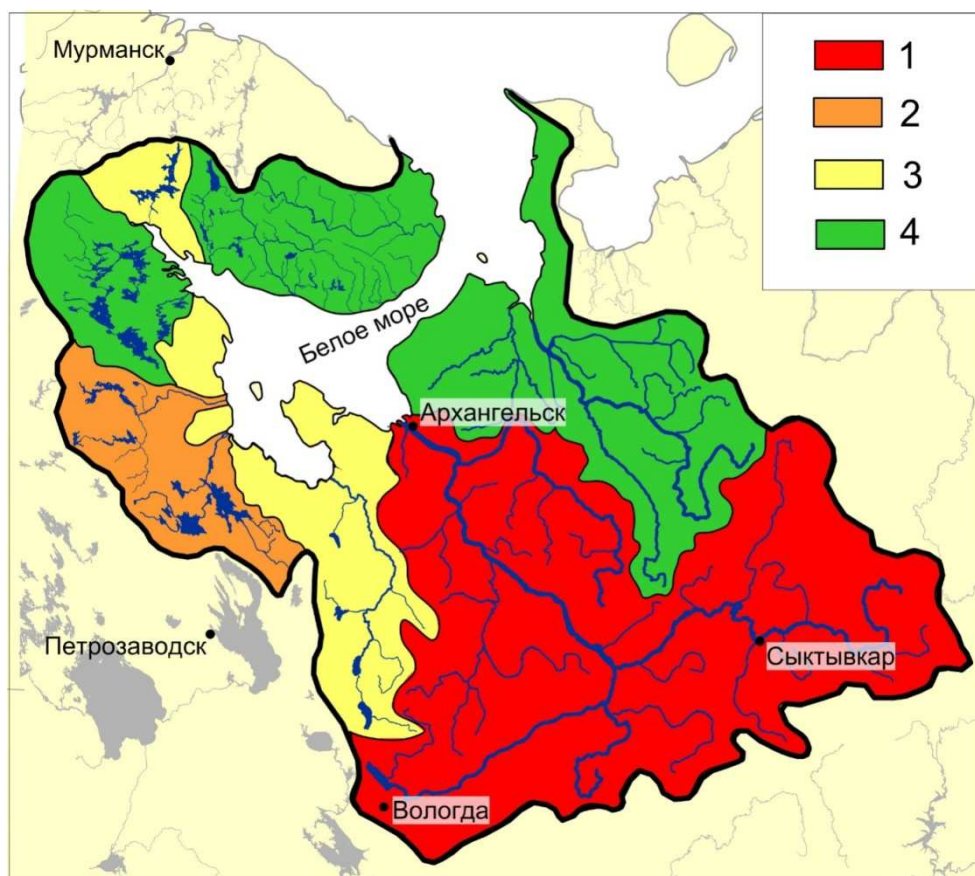 Мурманск
1
2
3
4
Белое море
Архангельск
Петрозаводск
Сыктывкар
Вологда